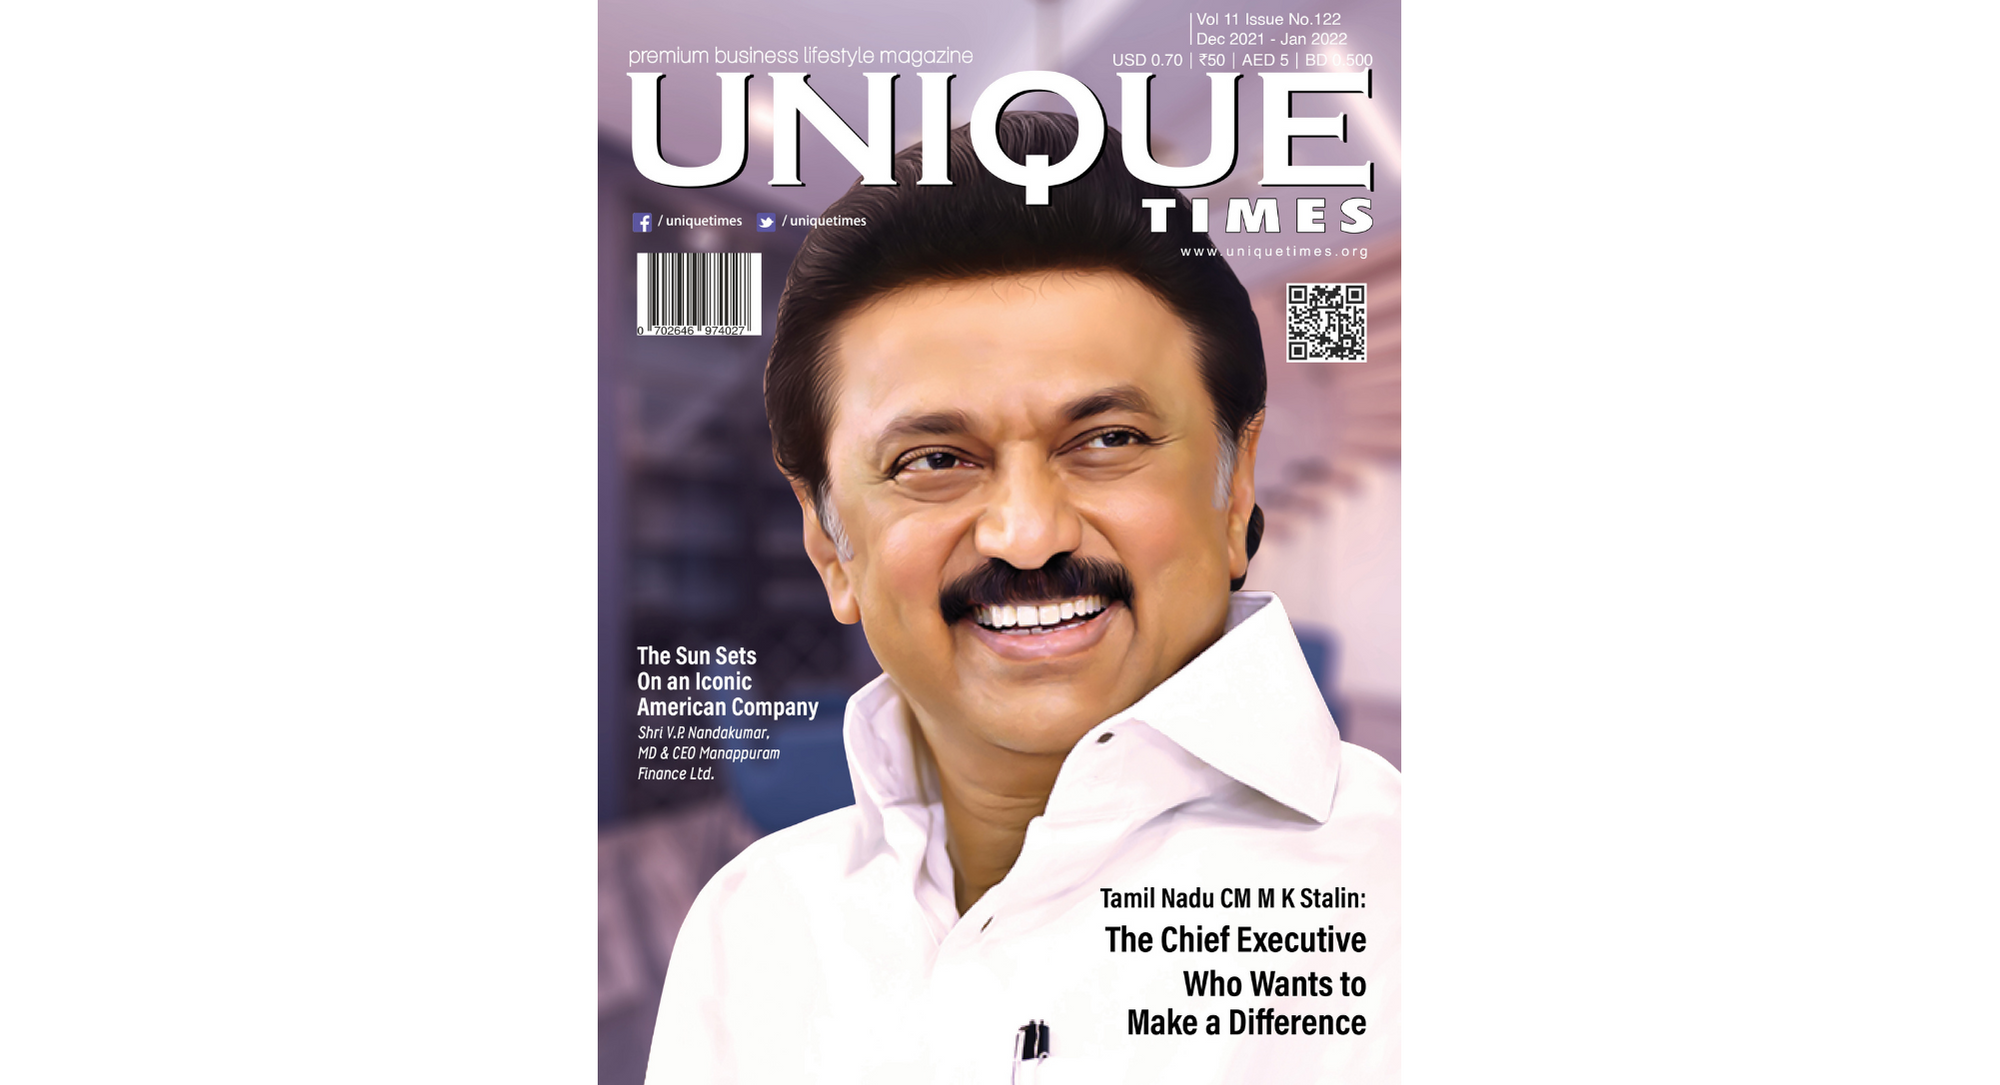 Vol 11 Issue No.122
Dec 2021 - Jan 2022
premium business lifestyle magazine
USD 0.70 | ₹50 | AED 5 | BD 0.500
UNIQUE
TIMES
/ uniquetimes / uniquetimes
www.uniquetimes.org
0 702646 974027
The Sun Sets
On an Iconic
American Company
Shri V.P. Nandakumar,
MD & CEO Manappuram
Finance Ltd.
Tamil Nadu CM M K Stalin:
The Chief Executive
Who Wants to
Make a Difference